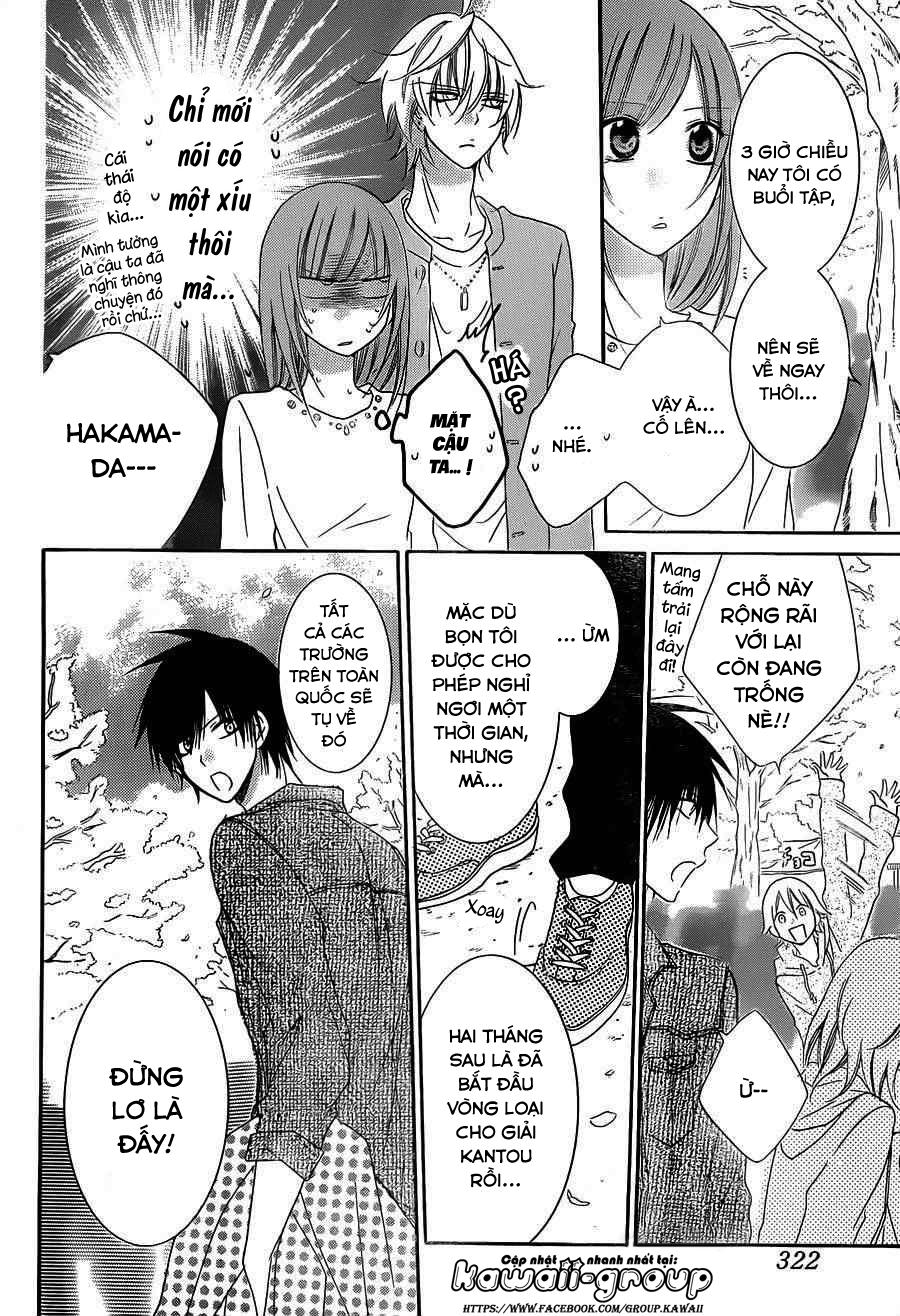 3 GIỜ CHIỀU
NAY TÔI CÓ
BUỔI TẬP,
NÊN SẼ
VỀ NGAY
THÔI...
VẬY À...
CỐ LÊN...
... NHÉ.
HÁ
?
MẶT
CẬU
TA... !
Chỉ mới
nói có
một xíu
thôi
mà...
Cái
thái
độ
kìa...
Mình tưởng
là cậu ta đã
nghĩ thông
chuyện đó
rồi chứ...
HAKAMA-
DA---
CHỖ NÀY
RỘNG RÃI
VỚI LẠI
CÒN ĐANG
TRỐNG
NÈ!!
Mang
tấm
trải
lại
đây
đi!
Get
Ừ--
... ỪM
MẶC DÙ
BỌN TÔI
ĐƯỢC CHO
PHÉP NGHỈ
NGƠI MỘT
THỜI GIAN,
NHƯNG
MÀ...
Xoay
HAI THÁNG
SAU LÀ ĐÃ
BẮT ĐẦU
VÒNG LOẠI
CHO GIẢI
KANTOU
RỒI...
TẤT
CẢ CÁC
TRƯỜNG
TRÊN TOÀN
QUỐC SẼ
TỤ VỀ
ĐÓ
ĐỪNG
LƠ LÀ
ĐẤY!
322
Cập nhật nhanh nhất tại:
kawaii-group
HTTPS://WWW.FACEBOOK.COM/GROUP.KAWAII